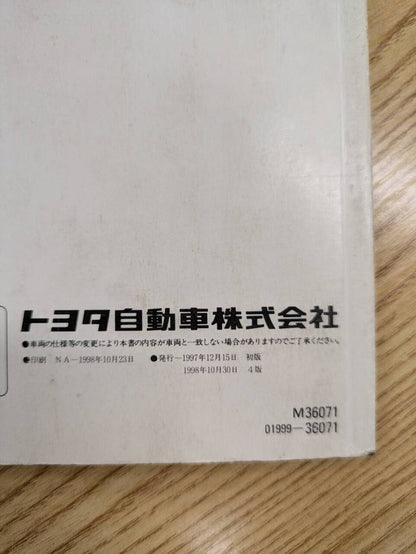 トヨタ自動車株式会社
●車両の仕様等の変更により本書の内容が車両と一致しない場合がありますのでご了承ください。
●印刷 NA—1998年10月23日 ●発行—1997年12月15日 初版
1998年10月30日 4版
M36071
01999—36071